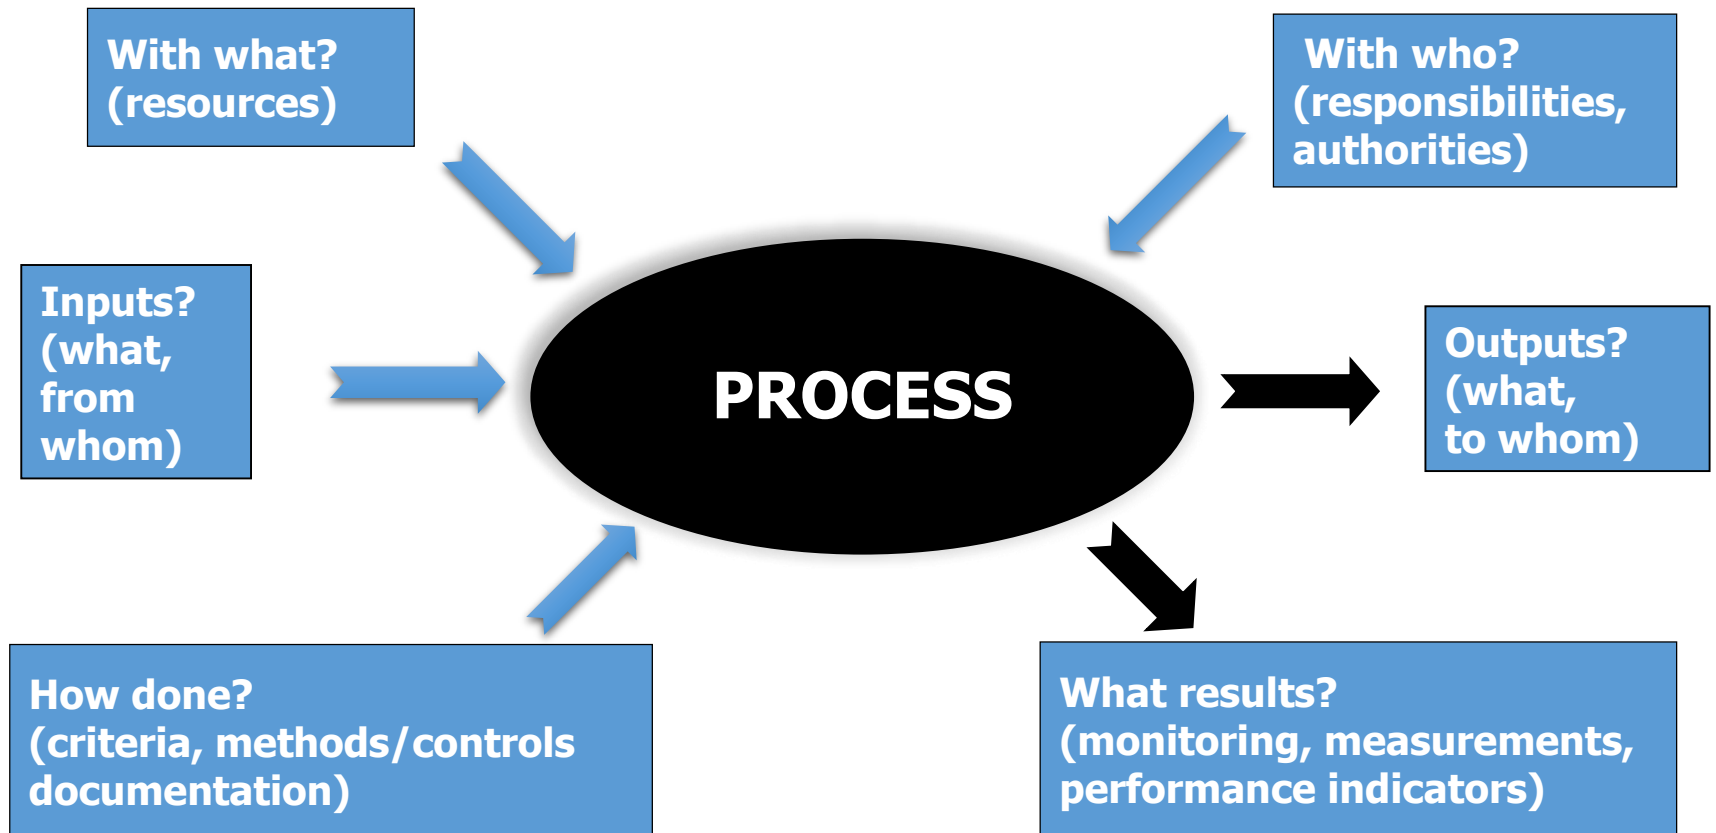 With what?
(resources)
With who?
(responsibilities,
authorities)
Inputs?
(what,
from
whom)
PROCESS
Outputs?
(what,
to whom)
How done?
(criteria, methods/controls
documentation)
What results?
(monitoring, measurements,
performance indicators)